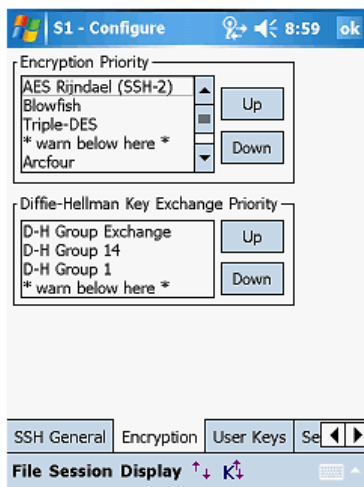 S1 - Configure 8:59 ok
Encryption Priority
AES Rijndael (SSH-2)
Blowfish
Triple-DES
* warn below here *
Arcfour
Up
Down
Diffie-Hellman Key Exchange Priority
D-H Group Exchange
D-H Group 14
D-H Group 1
* warn below here *
Up
Down
SSH General Encryption User Keys Se
File Session Display K